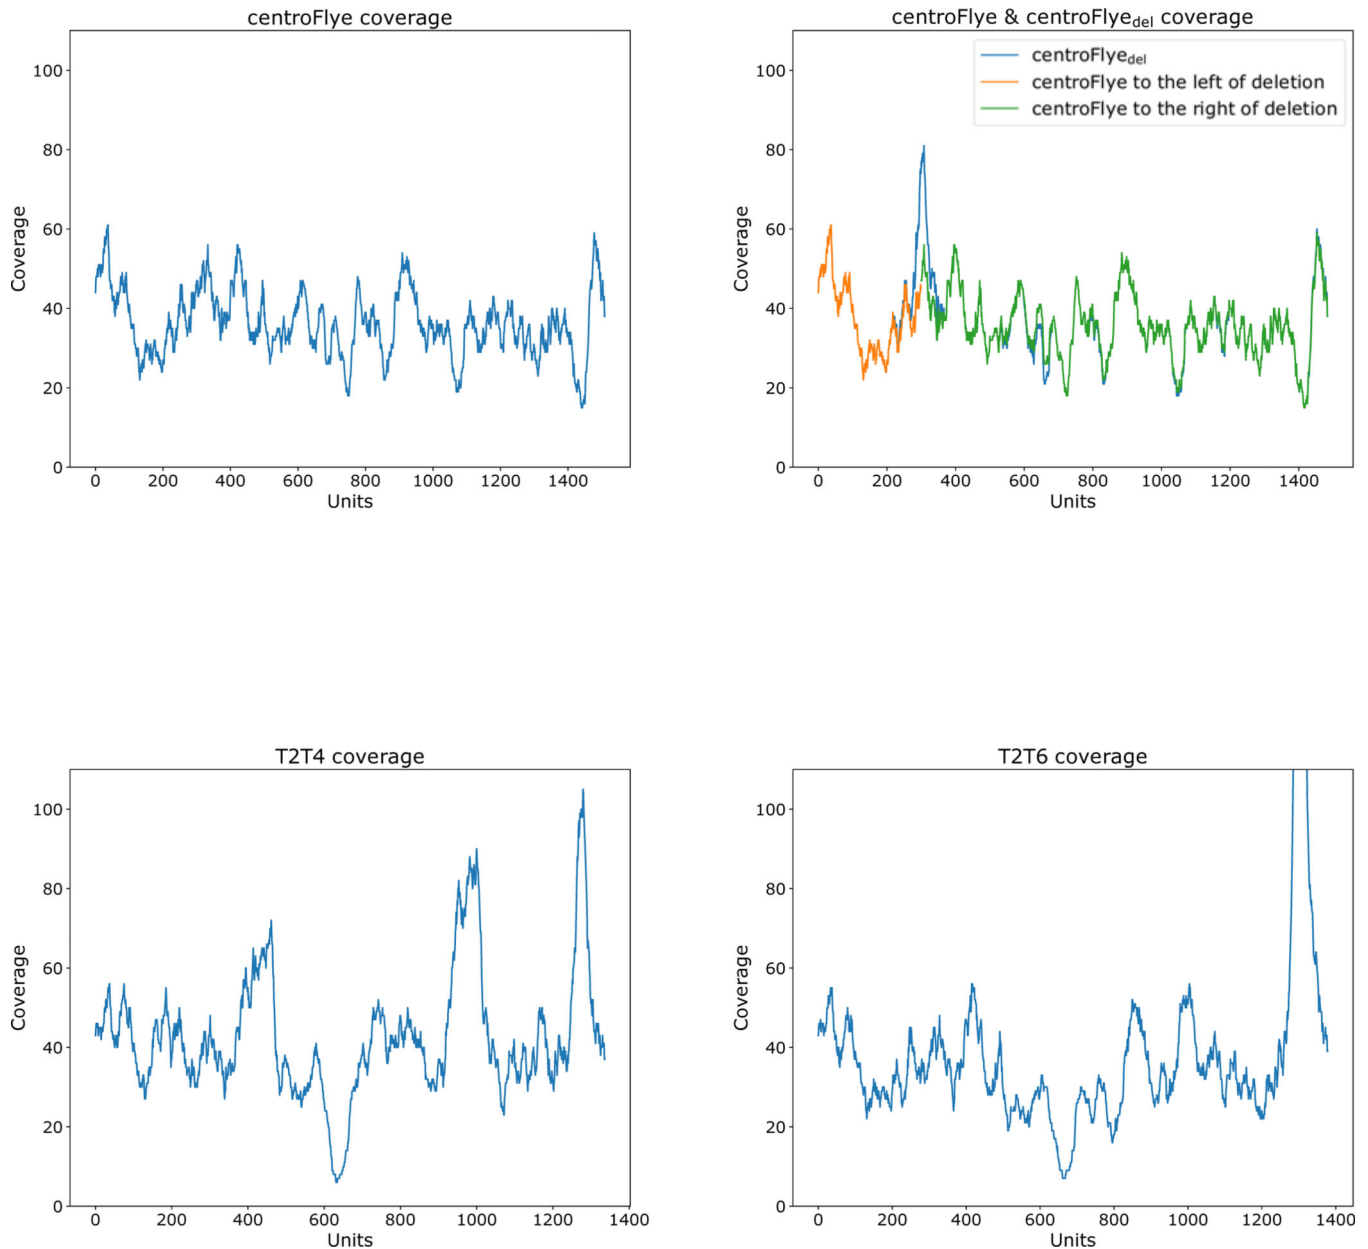 centroFlye coverage
100
80
60
40
20
0
Coverage
0 200 400 600 800 1000 1200 1400
Units
centroFlye & centroFlyedel coverage
centroFlyedel
centroFlye to the left of deletion
centroFlye to the right of deletion
100
80
60
40
20
0
Coverage
0 200 400 600 800 1000 1200 1400
Units
T2T4 coverage
100
80
60
40
20
0
Coverage
0 200 400 600 800 1000 1200 1400
Units
T2T6 coverage
100
80
60
40
20
0
Coverage
0 200 400 600 800 1000 1200 1400
Units